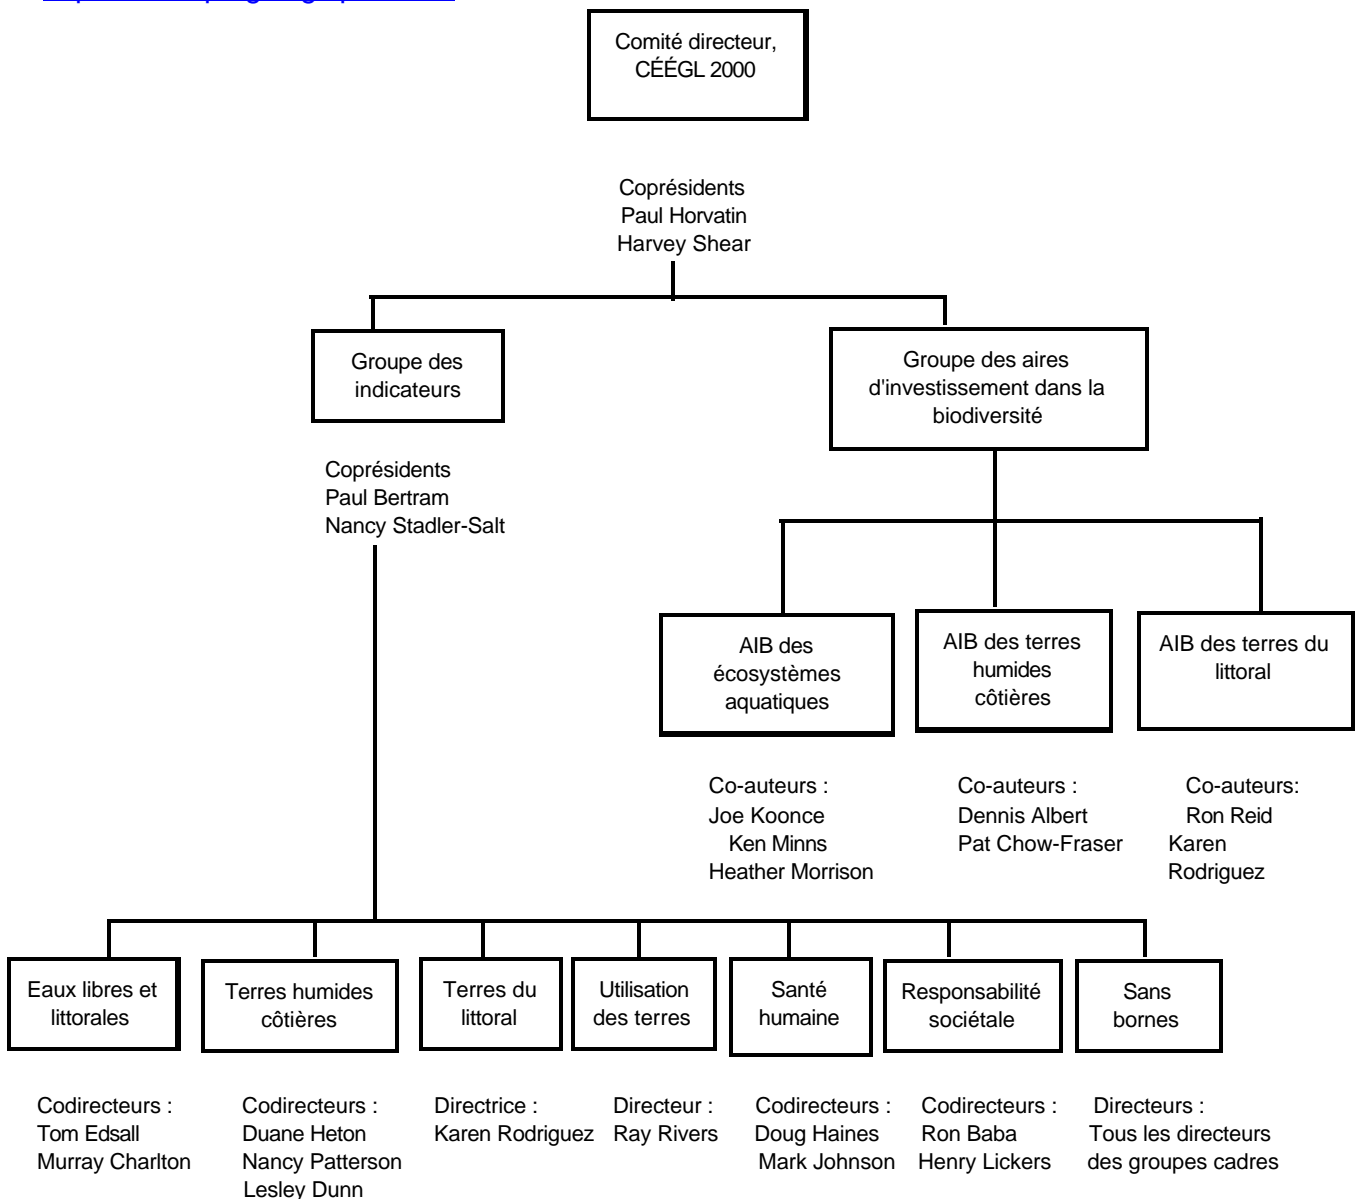 Comité directeur,
CÉÉGL 2000
Coprésidents
Paul Horvatin
Harvey Shear
Groupe des
indicateurs
Groupe des aires
d'investissement dans la
biodiversité
Coprésidents
Paul Bertram
Nancy Stadler-Salt
AIB des
écosystèmes
aquatiques
AIB des terres
humides
côtières
AIB des terres du
littoral
Co-auteurs :
Joe Koonce
Ken Minns
Heather Morrison
Co-auteurs :
Dennis Albert
Pat Chow-Fraser
Co-auteurs:
Ron Reid
Karen
Rodriguez
Eaux libres et
littorales
Terres humides
côtières
Terres du
littoral
Utilisation
des terres
Santé
humaine
Responsabilité
sociétale
Sans
bornes
Codirecteurs :
Tom Edsall
Murray Charlton
Codirecteurs :
Duane Heton
Nancy Patterson
Lesley Dunn
Directrice :
Karen Rodriguez
Directeur :
Ray Rivers
Codirecteurs :
Doug Haines
Mark Johnson
Codirecteurs :
Ron Baba
Henry Lickers
Directeurs :
Tous les directeurs
des groupes cadres